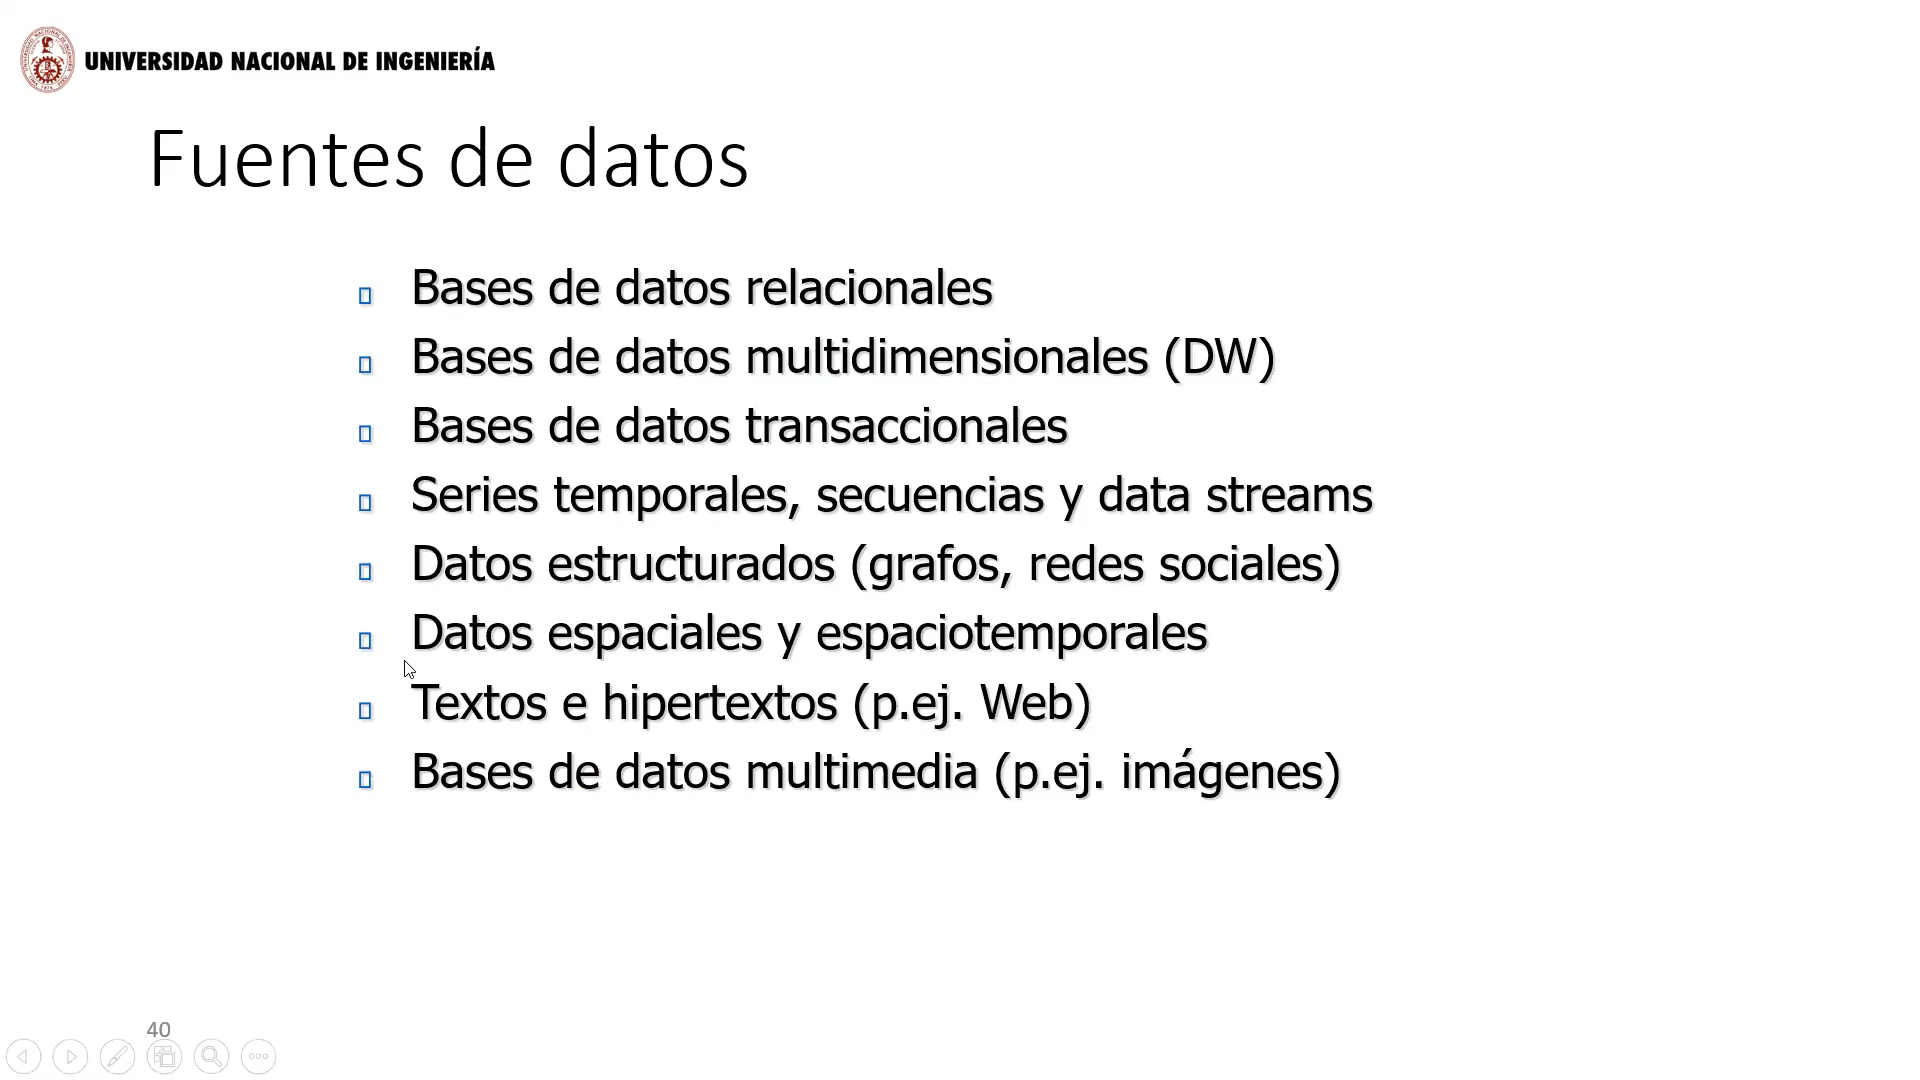 UNIVERSIDAD NACIONAL DE INGENIERÍA
Fuentes de datos
Bases de datos relacionales
Bases de datos multidimensionales (DW)
Bases de datos transaccionales
Series temporales, secuencias y data streams
Datos estructurados (grafos, redes sociales)
Datos espaciales y espaciotemporales
Textos e hipertextos (p.ej. Web)
Bases de datos multimedia (p.ej. imágenes)
40